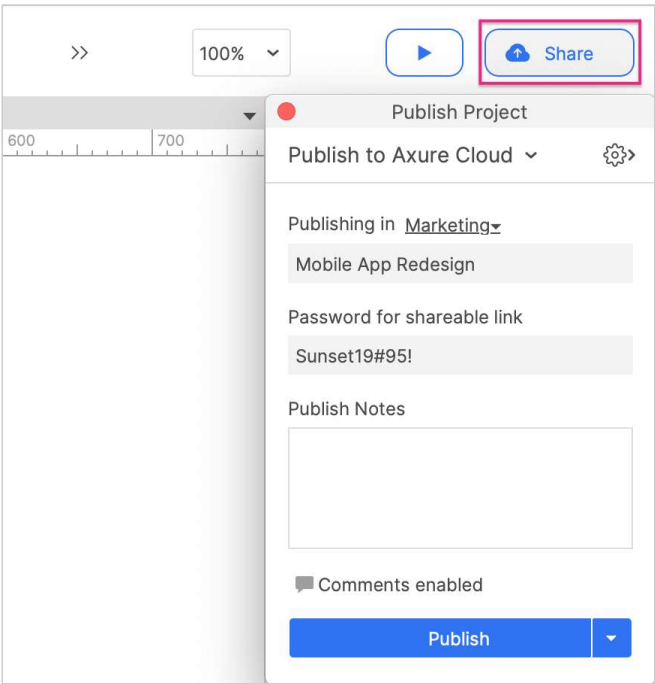 100%
Share
Publish Project
600 700
Publish to Axure Cloud
Publishing in Marketing
Mobile App Redesign
Password for shareable link
Sunset19#95!
Publish Notes
Comments enabled
Publish